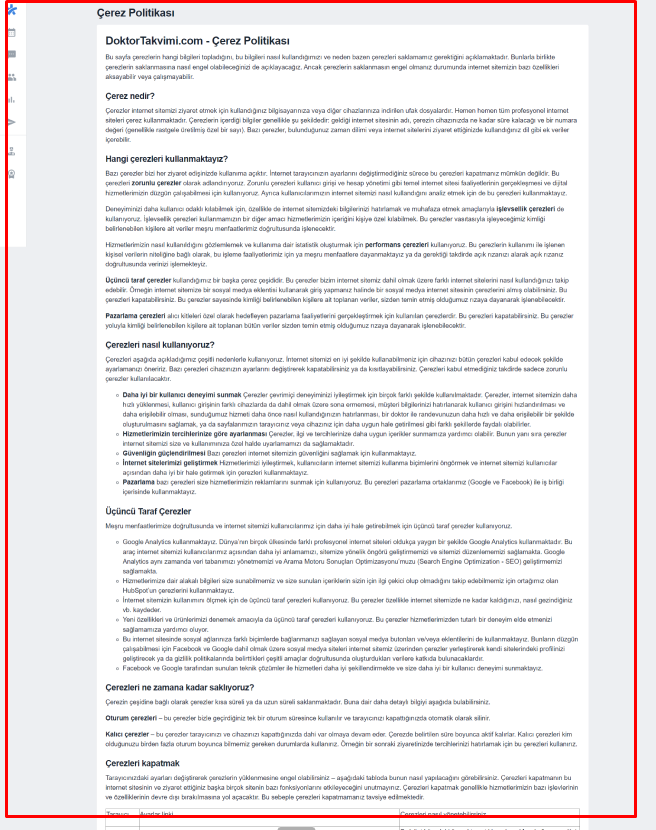 Çerez Politikası
DoktorTakvimi.com - Çerez Politikası
Bu sayfa çerezlerin hangi bilgileri topladığını, bu bilgileri nasıl kullandığımızı ve neden bazen çerezleri saklamamız gerektiğini açıklamaktadır. Bunlarla birlikte
çerezlerin saklanmasına nasıl engel olabileceğinizi de açıklayacağız. Ancak çerezlerin saklanmasını engel olmanız durumunda internet sitemizin bazı özellikleri
aksayabilir veya çalışmayabilir.
Çerez nedir?
Çerezler internet sitemizi ziyaret etmek için kullandığınız bilgisayarınıza veya diğer cihazlarınıza indirilen ufak dosyalardır. Hemen hemen tüm profesyonel internet
siteleri çerez kullanmaktadır. Çerezlerin içerdiği bilgiler genelde şu şekildedir: geldiği internet sitesinin adı, çerezin cihazınızda ne kadar süre kalacağı ve bir numara
değeri (genellikle rastgele üretilmiş özel bir sayı). Bazı çerezler, bulunduğunuz zaman dilimi veya internet sitelerini ziyaret ettiğinizde kullandığınız dil gibi ek veriler
içerebilir.
Hangi çerezleri kullanmaktayız?
Bazı çerezler bizi her ziyaret edişinizde kullanıma açıktır. İnternet tarayıcınızın ayarlarını değiştirmediğiniz sürece bu çerezleri kapatmanız mümkün değildir. Bu
çerezleri zorunlu çerezler olarak adlandırıyoruz. Zorunlu çerezleri kullanıcı girişi ve hesap yönetimi gibi temel internet sitesi faaliyetlerinin gerçekleşmesi ve dijital
hizmetlerimizin düzgün çalışabilmesi için kullanıyoruz. Ayrıca kullanıcılarımızın internet sitemizi nasıl kullandığını analiz etmek için de bu çerezleri kullanmaktayız.
Deneyiminizi daha kullanıcı odaklı kılabilmek için, özellikle de internet sitemizdeki bilgilerinizi hatırlamak ve muhafaza etmek amaçlarıyla işlevsellik çerezleri de
kullanıyoruz. İşlevsellik çerezleri kullanmamızın bir diğer amacı hizmetlerimizin içeriğini kişiye özel kılabilmek. Bu çerezler vasıtasıyla işleyeceğimiz kimliği
belirlenebilen kişilere ait veriler meşru menfaatlerimiz doğrultusunda işlenecektir.
Hizmetlerimizin nasıl kullanıldığını gözlemlemek ve kullanıma dair istatistik oluşturmak için performans çerezleri kullanıyoruz. Bu çerezlerin kullanımı ile işlenen
kişisel verilerin niteliğine bağlı olarak, bu işleme faaliyetlerimiz için ya meşru menfaatlere dayanmaktayız ya da gerektiği takdirde açık rızanızı alarak açık rızanız
doğrultusunda verinizi işlemekteyiz.
Üçüncü taraf çerezler kullandığımız bir başka çerez çeşididir. Bu çerezler bizim internet sitemiz dahil olmak üzere farklı internet sitelerini nasıl kullandığınızı takip
edebilir. Örneğin internet sitemize bir sosyal medya eklentisi kullanarak giriş yapmanız halinde bir sosyal medya internet sitesinin çerezlerini almış olabilirsiniz. Bu
çerezleri kapatabilirsiniz. Bu çerezler sayesinde kimliği belirlenebilen kişilere ait toplanan veriler, sizden temin etmiş olduğumuz rızaya dayanarak işlenebilecektir.
Pazarlama çerezleri alıcı kitleleri özel olarak hedefleyen pazarlama faaliyetlerini gerçekleştirmek için kullanılan çerezlerdir. Bu çerezleri kapatabilirsiniz. Bu çerezler
yoluyla kimliği belirlenebilen kişilere ait toplanan bütün veriler sizden temin etmiş olduğumuz rızaya dayanarak işlenebilecektir.
Çerezleri nasıl kullanıyoruz?
Çerezleri aşağıda açıkladığımız çeşitli nedenlerle kullanıyoruz. İnternet sitemizi en iyi şekilde kullanabilmeniz için cihazınızı bütün çerezleri kabul edecek şekilde
ayarlamanızı öneririz. Bazı çerezleri cihazınızın ayarlarını değiştirerek kapatabilirsiniz ya da kısıtlayabilirsiniz. Çerezleri kabul etmediğiniz takdirde sadece zorunlu
çerezler kullanılacaktır.
Daha iyi bir kullanıcı deneyimi sunmak Çerezler çevrimiçi deneyiminizi iyileştirmek için birçok farklı şekilde kullanılmaktadır. Çerezler, internet sitemizin daha
hızlı yüklenmesi, kullanıcı girişinin farklı cihazlarda da dahil olmak üzere sona ermemesi, müşteri bilgilerinizi hatırlanarak kullanıcı girişini hızlandırılması ve
daha erişilebilir olması, sunduğumuz hizmeti daha önce nasıl kullandığınızın hatırlanması, bir doktor ile randevunuzun daha hızlı ve daha erişilebilir bir şekilde
oluşturulmasını sağlamak, ya da sayfalarınızın tarayıcınız veya cihazınız için daha uygun hale getirilmesi gibi farklı şekillerde faydalı olabilirler.
Hizmetlerimizin tercihlerinize göre ayarlanması Çerezler, ilgi ve tercihlerinize daha uygun içerikler sunmamıza yardımcı olabilir. Bunun yanı sıra çerezler
internet sitemizi size ve kullanımınıza özel halde uyarlamamızı da sağlamaktadır.
Güvenliğin güçlendirilmesi Bazı çerezleri internet sitemizin güvenliğini sağlamak için kullanmaktayız.
İnternet sitelerimizi geliştirmek Hizmetlerimizi iyileştirmek, kullanıcıların internet sitemizi kullanma biçimlerini öngörmek ve internet sitemizi kullanıcılar
açısından daha iyi bir hale getirmek için çerezleri kullanmaktayız.
Pazarlama bazı çerezleri size hizmetlerimizin reklamlarını sunmak için kullanıyoruz. Bu çerezleri pazarlama ortaklarımız (Google ve Facebook) ile iş birliği
içerisinde kullanmaktayız.
Üçüncü Taraf Çerezler
Meşru menfaatlerimize doğrultusunda ve internet sitemizi kullanıcılarımız için daha iyi hale getirebilmek için üçüncü taraf çerezler kullanıyoruz.
Google Analytics kullanmaktayız. Dünya'nın birçok ülkesinde farklı profesyonel internet siteleri oldukça yaygın bir şekilde Google Analytics kullanmaktadır. Bu
araç internet sitemizi kullanıcılarımız açısından daha iyi anlamamızı, sitemize yönelik öngörü geliştirmemizi ve sitemizi düzenlememizi sağlamakta. Google
Analytics aynı zamanda veri tabanımızı yönetmemizi ve Arama Motoru Sonuçları Optimizasyonu'muzu (Search Engine Optimization - SEO) geliştirmemizi
sağlamakta.
Hizmetlerimize dair alakalı bilgileri size sunabilmemiz ve size sunulan içeriklerin sizin için ilgi çekici olup olmadığını takip edebilmemiz için ortağımız olan
HubSpot'un çerezlerini kullanmaktayız.
İnternet sitemizin kullanımını ölçmek için de üçüncü taraf çerezleri kullanıyoruz. Bu çerezler özellikle internet sitemizde ne kadar kaldığınızı, nasıl gezindiğiniz
vb. kaydeder.
Yeni özellikleri ve ürünlerimizi denemek amacıyla da üçüncü taraf çerezleri kullanıyoruz. Bu çerezler hizmetlerimizden tutarlı bir deneyim elde etmenizi
sağlamamıza yardımcı oluyor.
Bu internet sitesinde sosyal ağlarınıza farklı biçimlerde bağlanmanızı sağlayan sosyal medya butonları ve/veya eklentilerini de kullanmaktayız. Bunların düzgün
çalışabilmesi için Facebook ve Google dahil olmak üzere sosyal medya siteleri internet sitemiz üzerinden çerezler yerleştirerek kendi sitelerindeki profilinizi
geliştirecek ya da gizlilik politikalarında belirttikleri çeşitli amaçlar doğrultusunda oluşturdukları verilere katkıda bulunacaklardır.
Facebook ve Google tarafından sunulan teknik çözümler ile hizmetleri daha iyi şekillendirmekte ve size daha iyi bir kullanıcı deneyimi sunmaktayız.
Çerezleri ne zamana kadar saklıyoruz?
Çerezin çeşidine bağlı olarak çerezler kısa süreli ya da uzun süreli saklanmaktadır. Buna dair daha detaylı bilgiyi aşağıda bulabilirsiniz.
Oturum çerezleri – bu çerezler bizle geçirdiğiniz tek bir oturum süresince kullanılır ve tarayıcınızı kapattığınızda otomatik olarak silinir.
Kalıcı çerezler – bu çerezler tarayıcınızı ve cihazınızı kapattığınızda dahi var olmaya devam eder. Çerezde belirtilen süre boyunca aktif kalırlar. Kalıcı çerezleri kim
olduğunuzu birden fazla oturum boyunca bilmemiz gereken durumlarda kullanırız. Örneğin bir sonraki ziyaretinizde tercihlerinizi hatırlamak için bu çerezleri kullanırız.
Çerezleri kapatmak
Tarayıcınızdaki ayarları değiştirerek çerezlerin yüklenmesine engel olabilirsiniz – aşağıdaki tabloda bunun nasıl yapılacağını görebilirsiniz. Çerezleri kapatmanın bu
internet sitesinin ve ziyaret ettiğiniz başka birçok sitenin bazı fonksiyonlarını etkileyeceğini unutmayınız. Çerezleri kapatmak genellikle hizmetlerimizin bazı işlevlerinin
ve özelliklerinin devre dışı bırakılmasına yol açacaktır. Bu sebeple çerezleri kapatmamanız tavsiye edilmektedir.
Tarayıcı Ayarlar linki Çerezleri nasıl yönetebilirsiniz